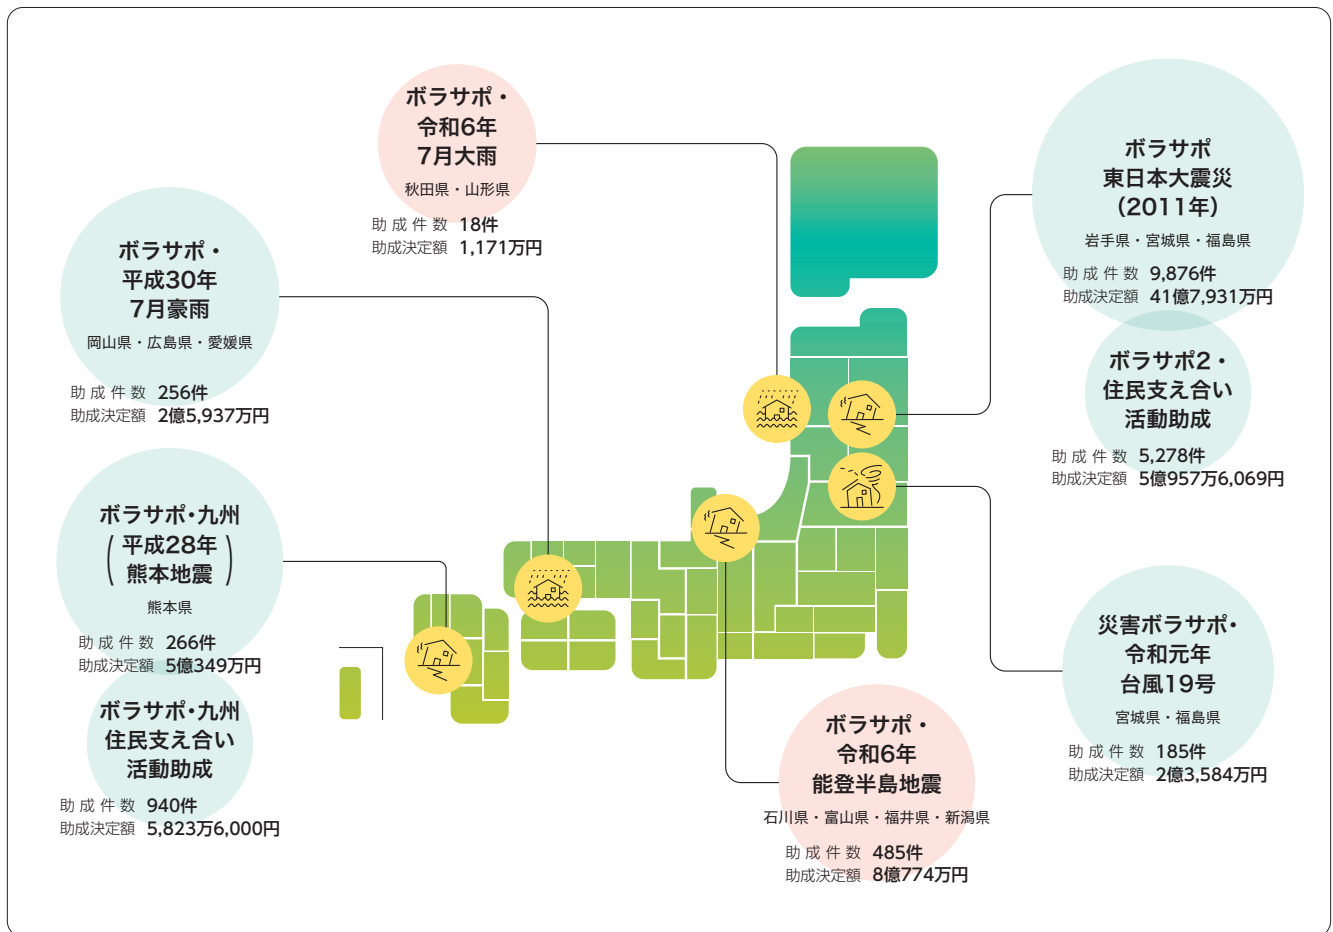 ボラサポ・
令和6年
7月大雨
秋田県・山形県
助成件数 18件
助成決定額 1,171万円
ボラサポ・
平成30年
7月豪雨
岡山県・広島県・愛媛県
助成件数 256件
助成決定額 2億5,937万円
ボラサポ・九州
(平成28年
熊本地震)
熊本県
助成件数 266件
助成決定額 5億349万円
ボラサポ・九州
住民支え合い
活動助成
助成件数 940件
助成決定額 5,823万6,000円
ボラサポ
東日本大震災
(2011年)
岩手県・宮城県・福島県
助成件数 9,876件
助成決定額 41億7,931万円
ボラサポ2・
住民支え合い
活動助成
助成件数 5,278件
助成決定額 5億957万6,069円
災害ボラサポ・
令和元年
台風19号
宮城県・福島県
助成件数 185件
助成決定額 2億3,584万円
ボラサポ・
令和6年
能登半島地震
石川県・富山県・福井県・新潟県
助成件数 485件
助成決定額 8億774万円